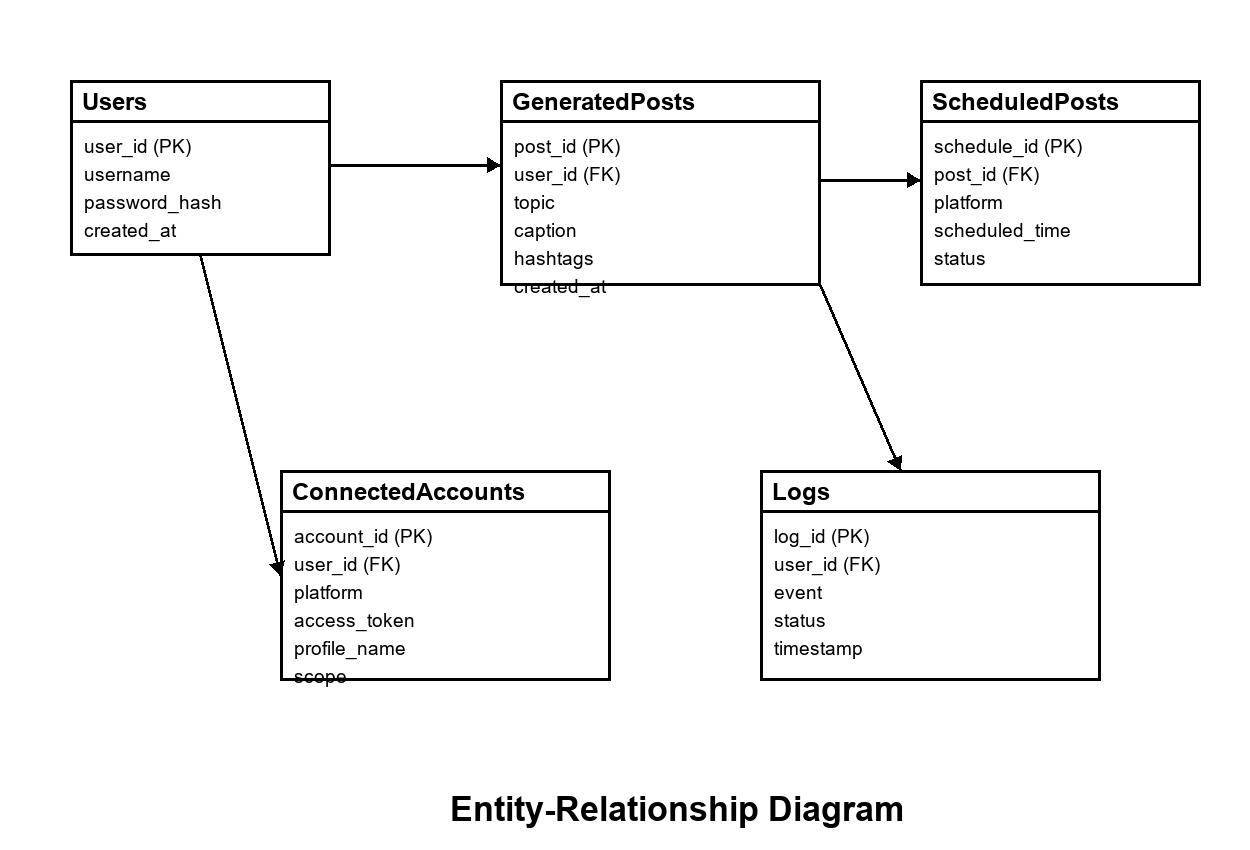 Users
user_id (PK)
username
password_hash
created_at
GeneratedPosts
post_id (PK)
user_id (FK)
topic
caption
hashtags
created_at
ScheduledPosts
schedule_id (PK)
post_id (FK)
platform
scheduled_time
status
ConnectedAccounts
account_id (PK)
user_id (FK)
platform
access_token
profile_name
scope
Logs
log_id (PK)
user_id (FK)
event
status
timestamp
Entity-Relationship Diagram